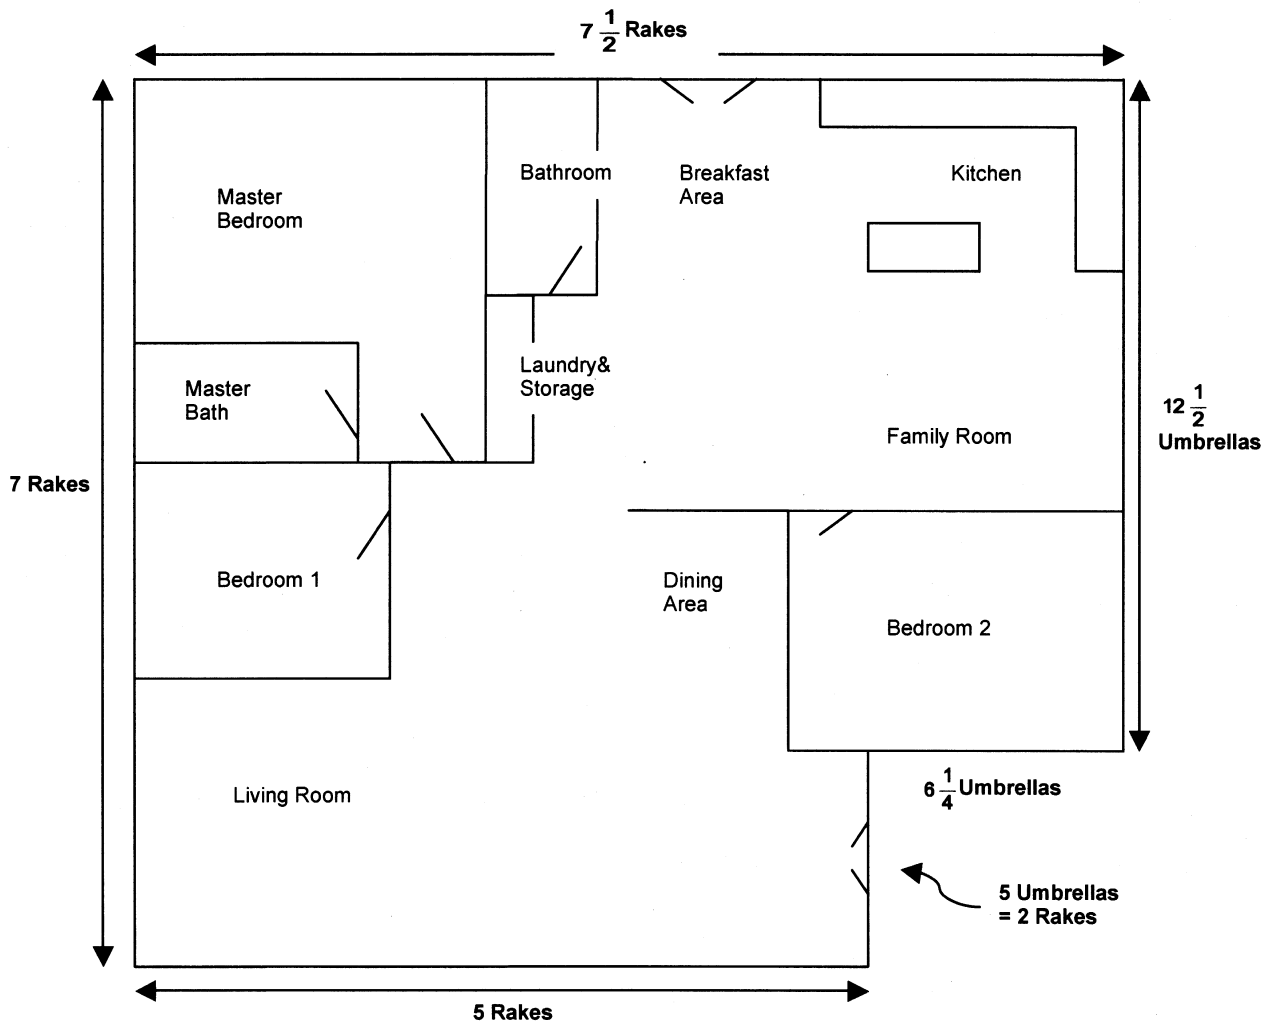 7 1/2 Rakes
Bathroom
Breakfast
Area
Kitchen
Master
Bedroom
Laundry&
Storage
Master
Bath
12 1/2
Umbrellas
Family Room
7 Rakes
Bedroom 1
Dining
Area
Bedroom 2
6 1/4 Umbrellas
Living Room
5 Umbrellas
= 2 Rakes
5 Rakes